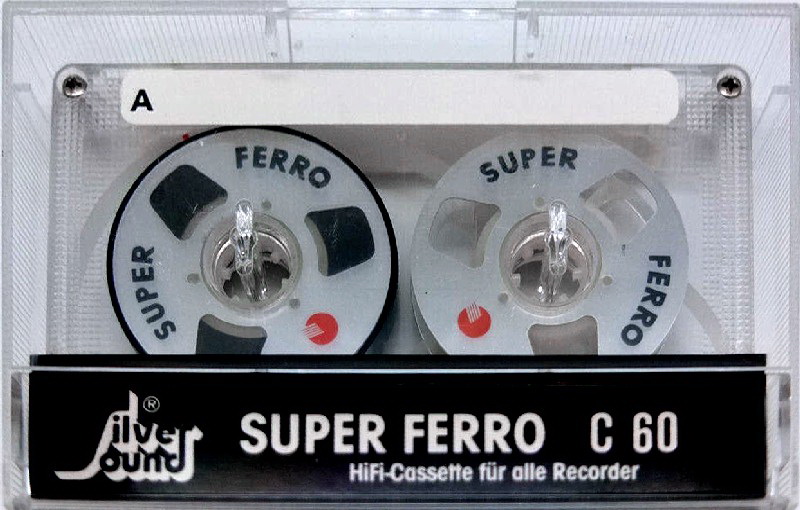 A
FERRO
SUPER
SUPER
FERRO
Silver
Sound
®
SUPER FERRO C 60
HiFi-Cassette für alle Recorder